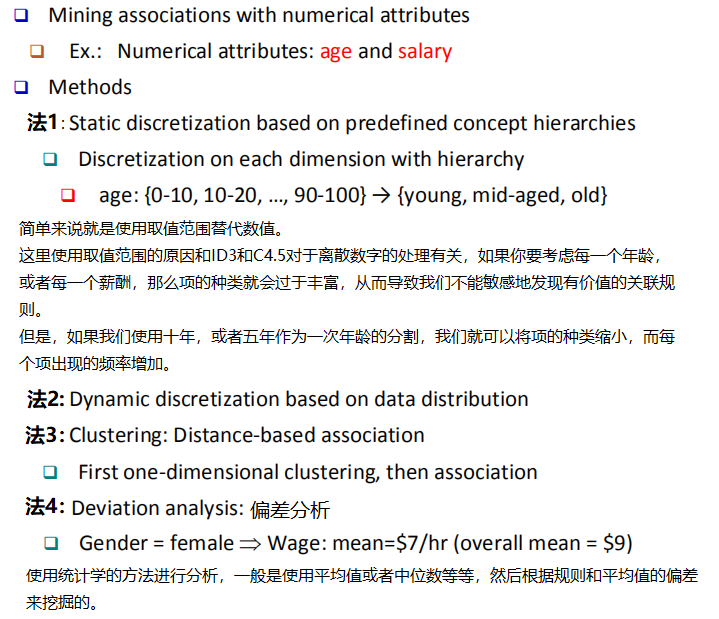 Mining associations with numerical attributes
Ex.: Numerical attributes: age and salary
Methods
法1: Static discretization based on predefined concept hierarchies
Discretization on each dimension with hierarchy
age: {0-10, 10-20, …, 90-100} → {young, mid-aged, old}
简单来说就是使用取值范围替代数值。
这里使用取值范围的原因和ID3和C4.5对于离散数字的处理有关，如果你要考虑每一个年龄，
或者每一个薪酬，那么项的种类就会过于丰富，从而导致我们不能敏感地发现有价值的关联规
则。
但是，如果我们使用十年，或者五年作为一次年龄的分割，我们就可以将项的种类缩小，而每
个项出现的频率增加。
法2: Dynamic discretization based on data distribution
法3: Clustering: Distance-based association
First one-dimensional clustering, then association
法4: Deviation analysis: 偏差分析
Gender = female ⇒ Wage: mean=$7/hr (overall mean = $9)
使用统计学的方法进行分析，一般是使用平均值或者中位数等等，然后根据规则和平均值的偏差
来挖掘的。